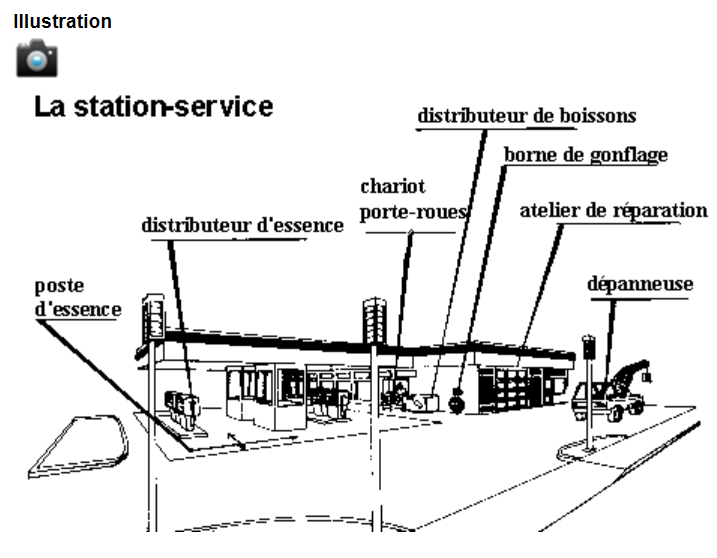 Illustration
La station-service
distributeur de boissons
borne de gonflage
chariot
porte-roues
atelier de réparation
distributeur d'essence
dépanneuse
poste
d'essence